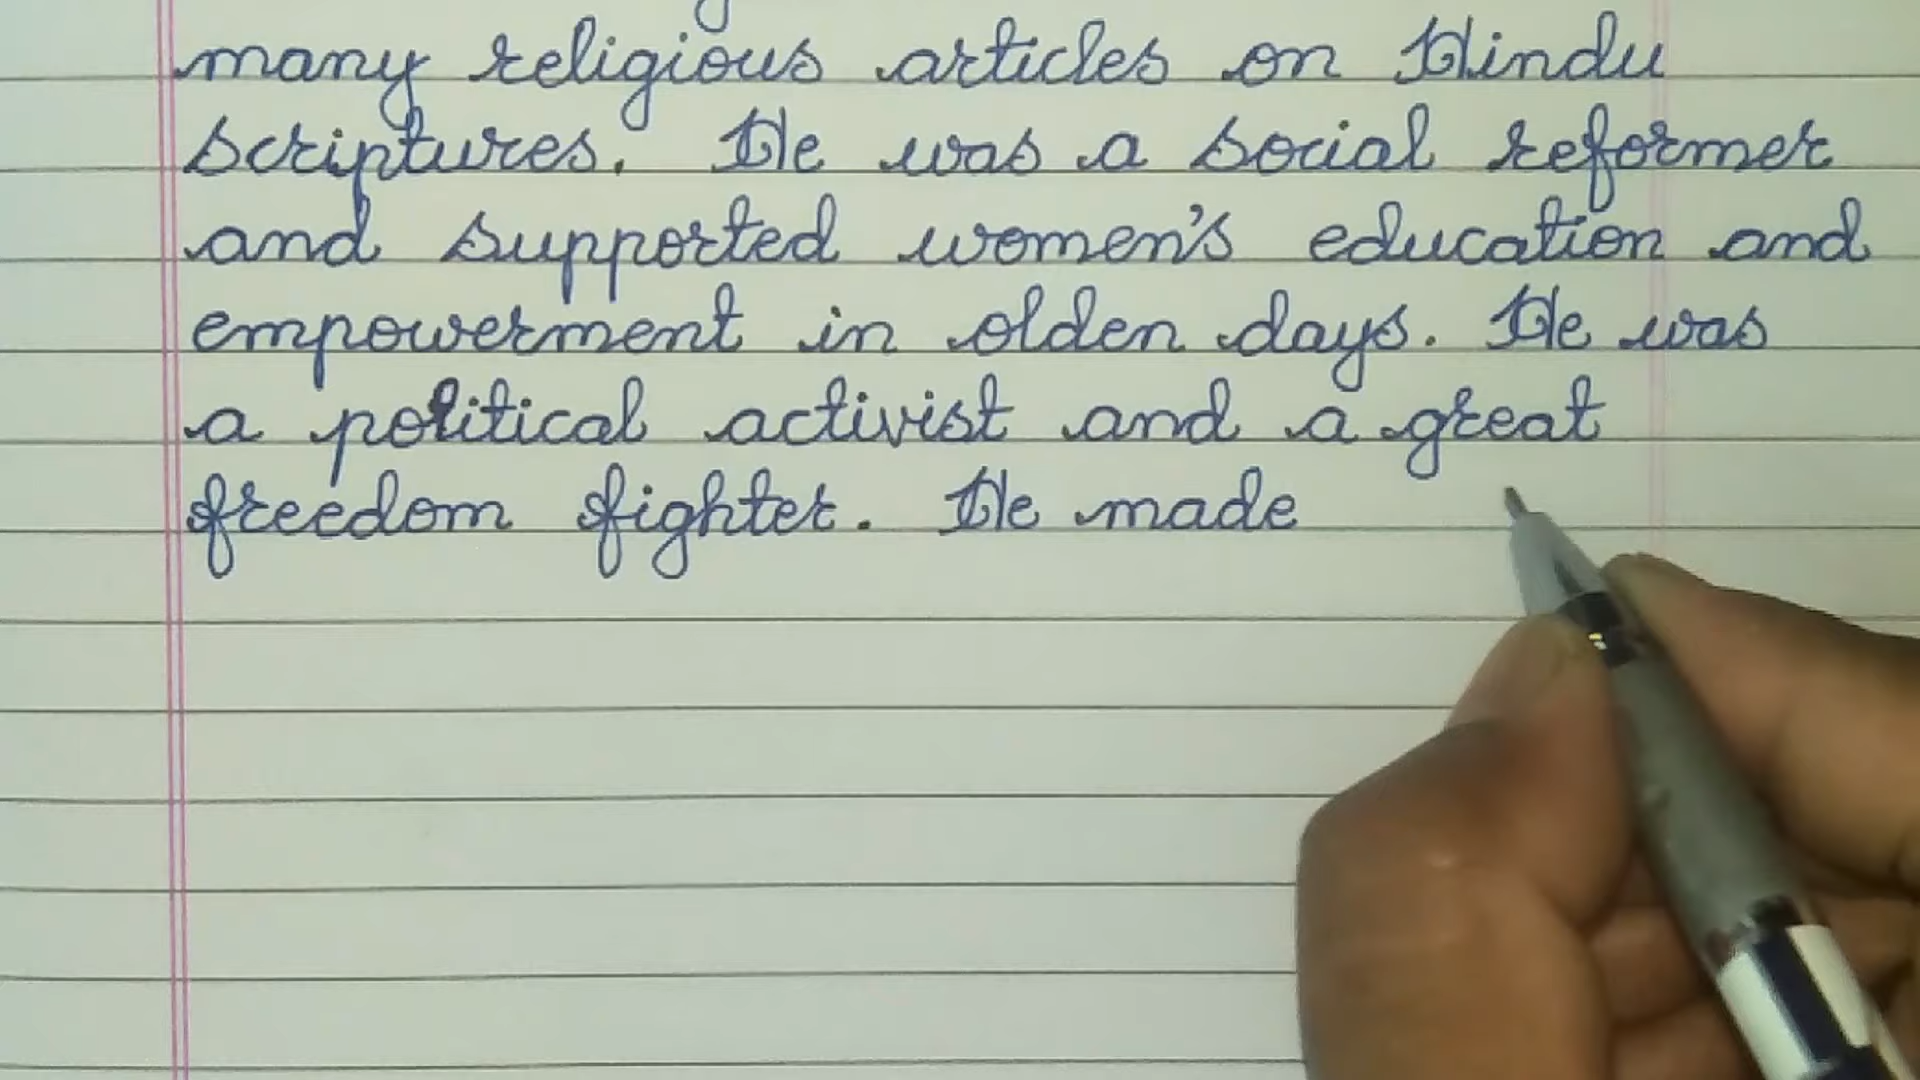 many religious articles on Hindu
scriptures. He was a social reformer
and supported women's education and
empowerment in olden days. He was
a political activist and a great
freedom fighter. He made